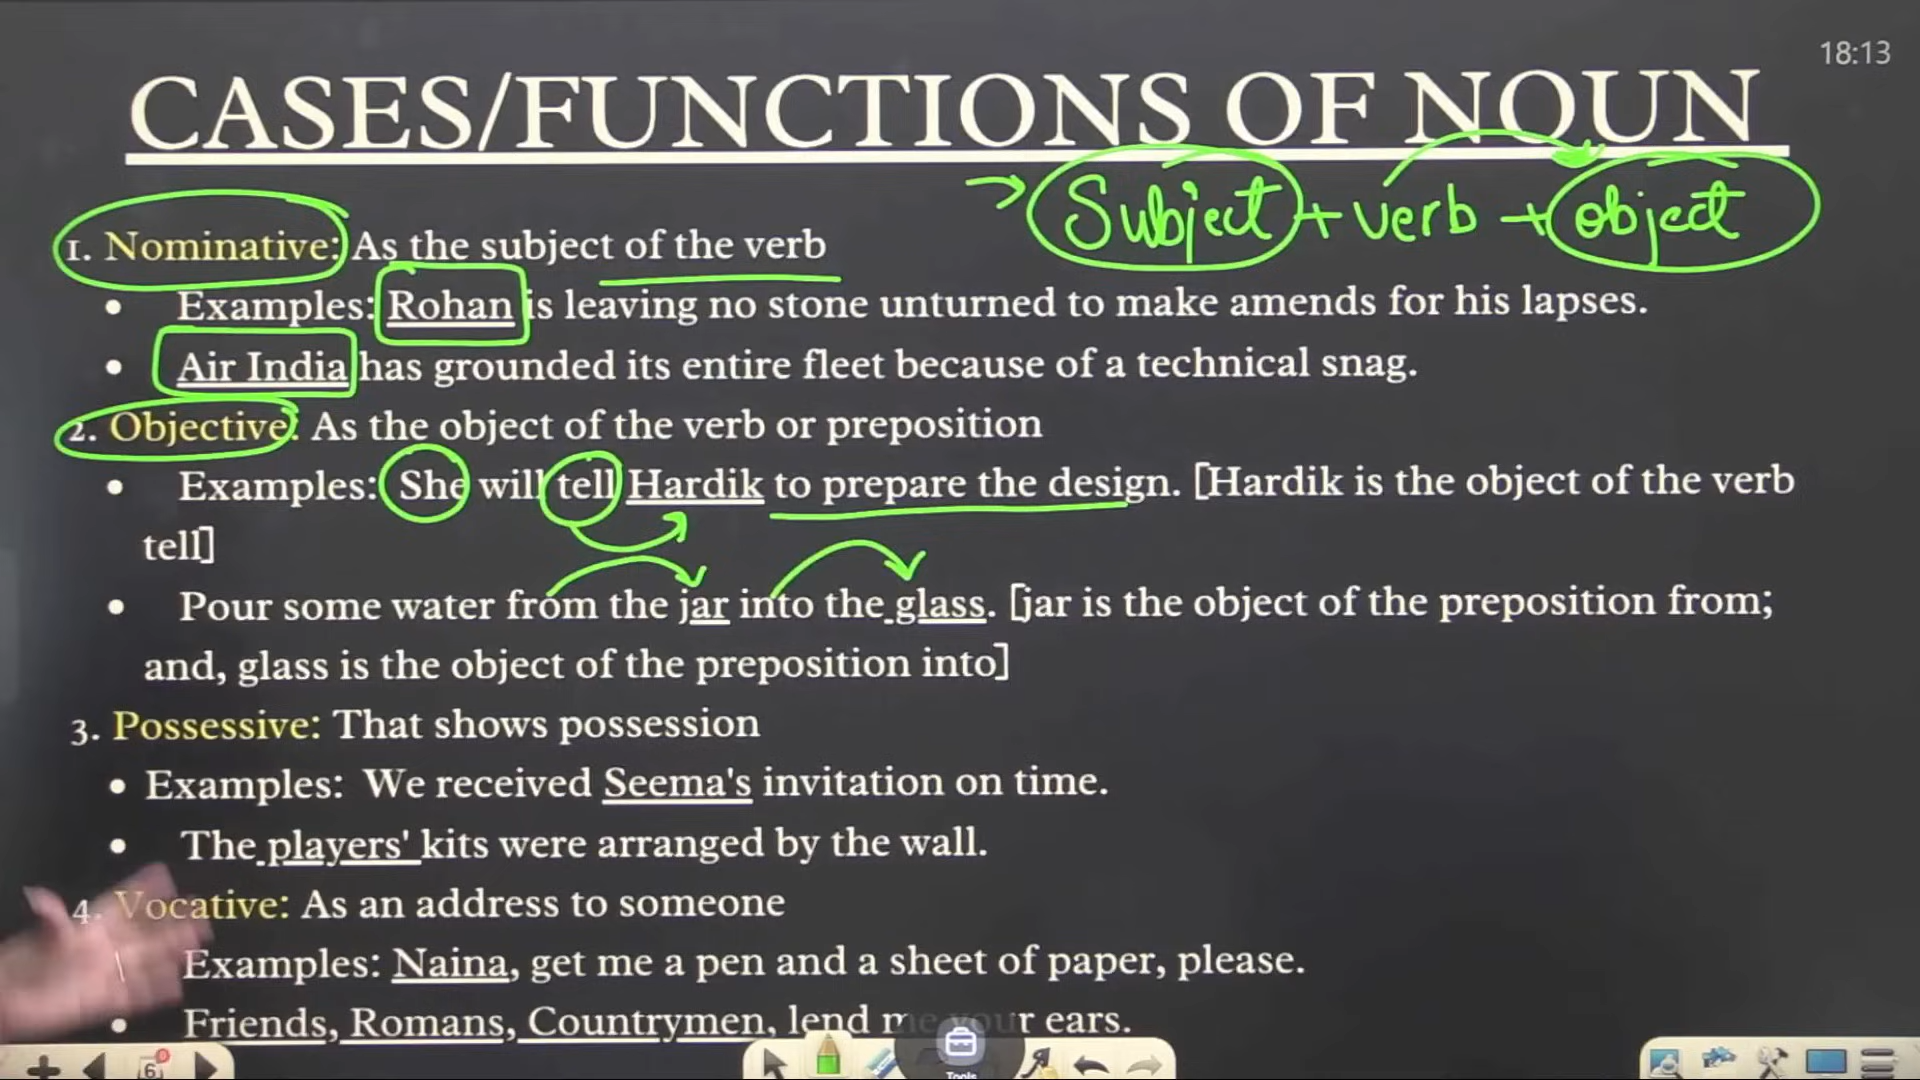 18:13
CASES/FUNCTIONS OF NOUN
Subject + verb + object
1. Nominative: As the subject of the verb
• Examples: Rohan is leaving no stone unturned to make amends for his lapses.
• Air India has grounded its entire fleet because of a technical snag.
2. Objective: As the object of the verb or preposition
• Examples: She will tell Hardik to prepare the design. [Hardik is the object of the verb
tell]
• Pour some water from the jar into the glass. [jar is the object of the preposition from;
and, glass is the object of the preposition into]
3. Possessive: That shows possession
• Examples: We received Seema's invitation on time.
• The players' kits were arranged by the wall.
4. Vocative: As an address to someone
Examples: Naina, get me a pen and a sheet of paper, please.
• Friends, Romans, Countrymen, lend me your ears.
6 0
Tools